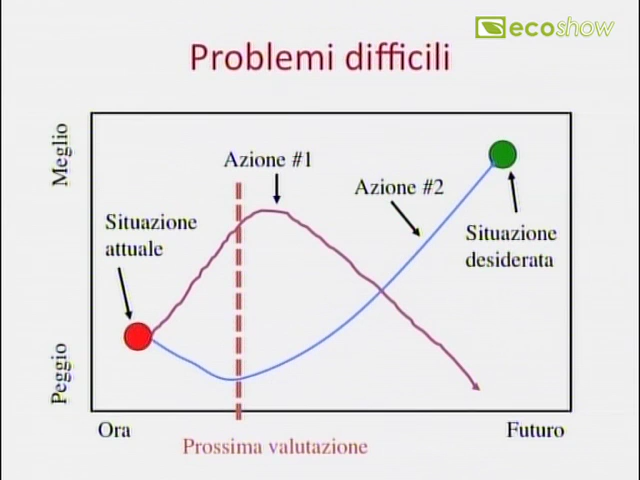 ecoshow
Problemi difficili
Meglio
Azione #1
Azione #2
Situazione
attuale
Situazione
desiderata
Peggio
Ora
Futuro
Prossima valutazione